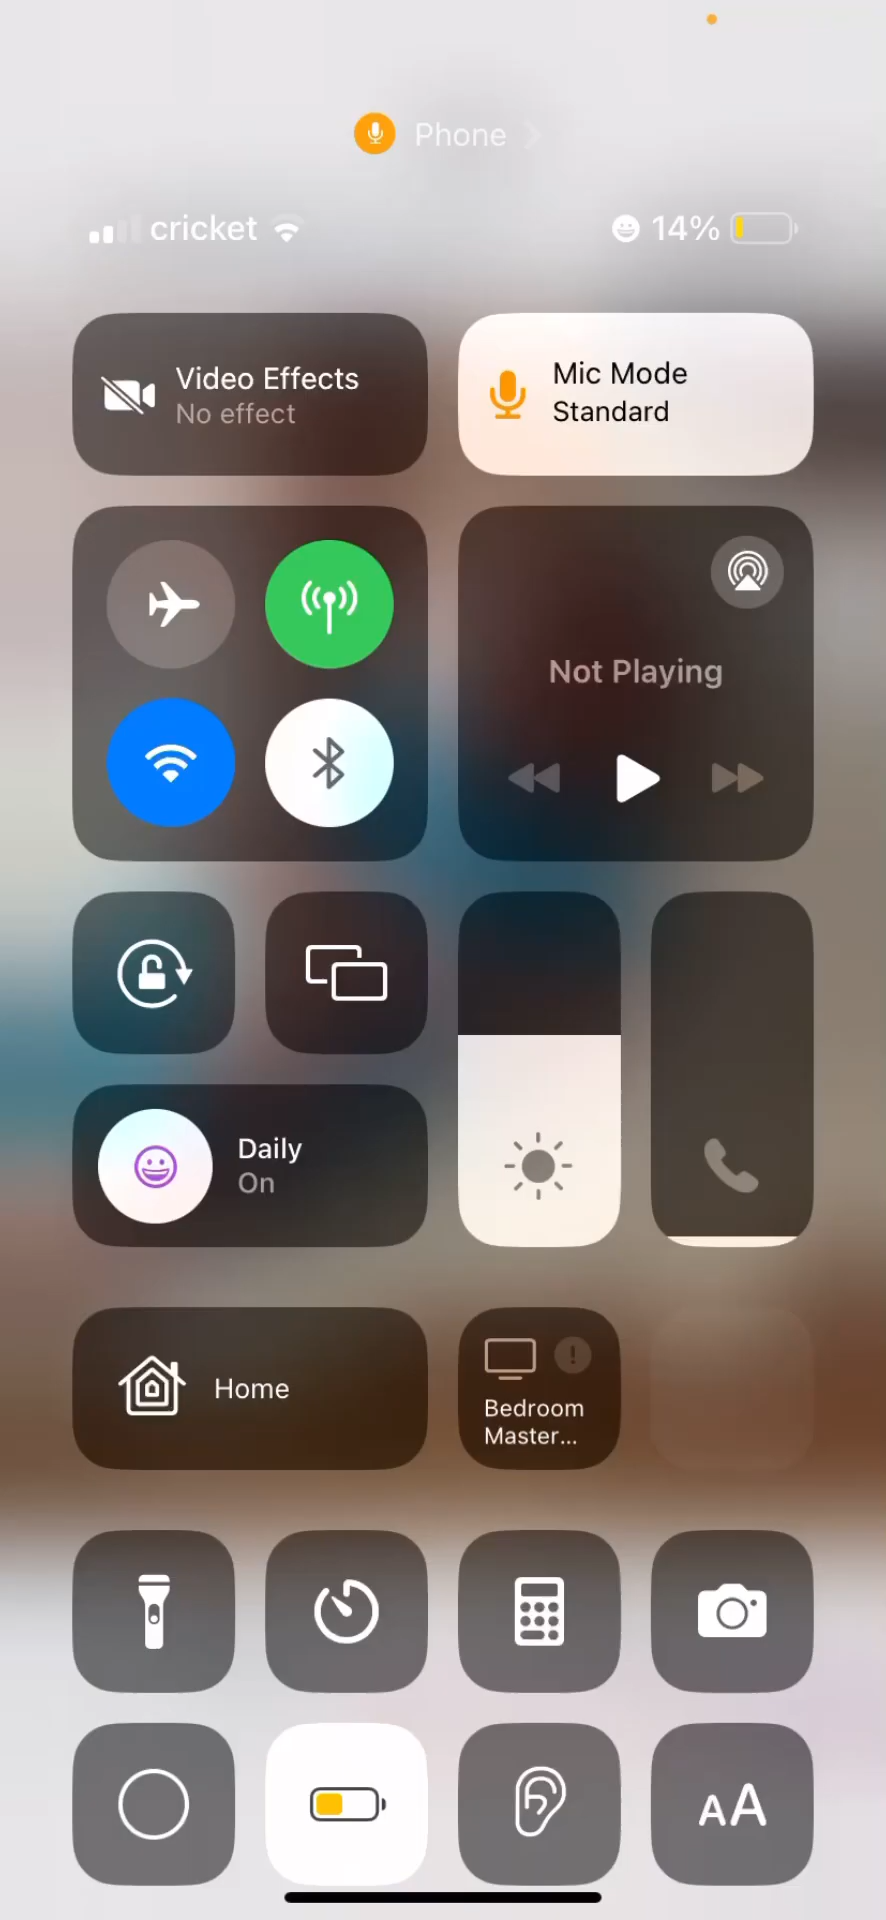 Phone
cricket 14%
Video Effects
No effect
Mic Mode
Standard
Not Playing
Daily
On
Home
Bedroom
Master...
AA